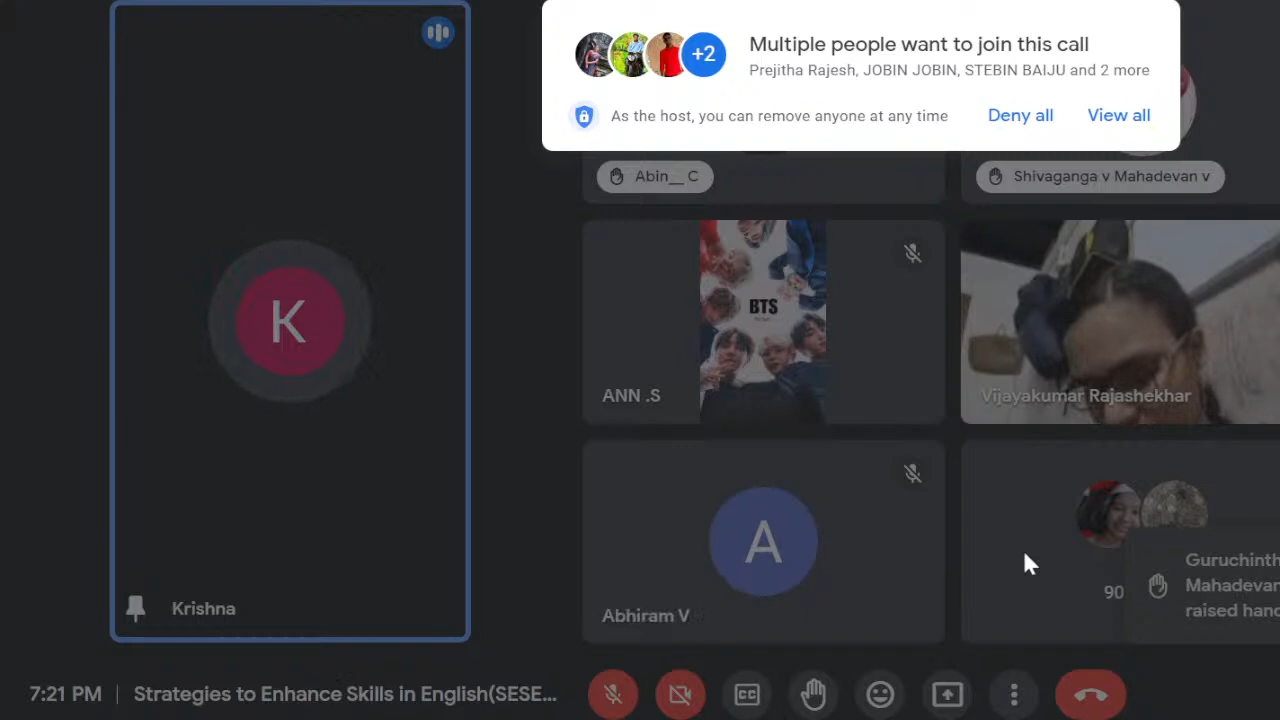 +2
Multiple people want to join this call
Prejitha Rajesh, JOBIN JOBIN, STEBIN BAIJU and 2 more
As the host, you can remove anyone at any time
Deny all
View all
Abin__ C
Shivaganga v Mahadevan v
K
Krishna
BTS
ANN .S
Vijayakumar Rajashekhar
A
Abhiram V
90
Guruchinth
Mahadevan
raised hand
7:21 PM | Strategies to Enhance Skills in English(SESE...
CC